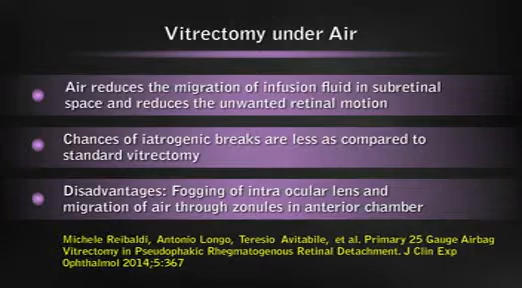 Vitrectomy under Air
Air reduces the migration of infusion fluid in subretinal
space and reduces the unwanted retinal motion
Chances of iatrogenic breaks are less as compared to
standard vitrectomy
Disadvantages: Fogging of intra ocular lens and
migration of air through zonules in anterior chamber
Michele Reibaldi, Antonio Longo, Teresio Avitabile, et al. Primary 25 Gauge Airbag
Vitrectomy in Pseudophakic Rhegmatogenous Retinal Detachment. J Clin Exp
Ophthalmol 2014;5:367